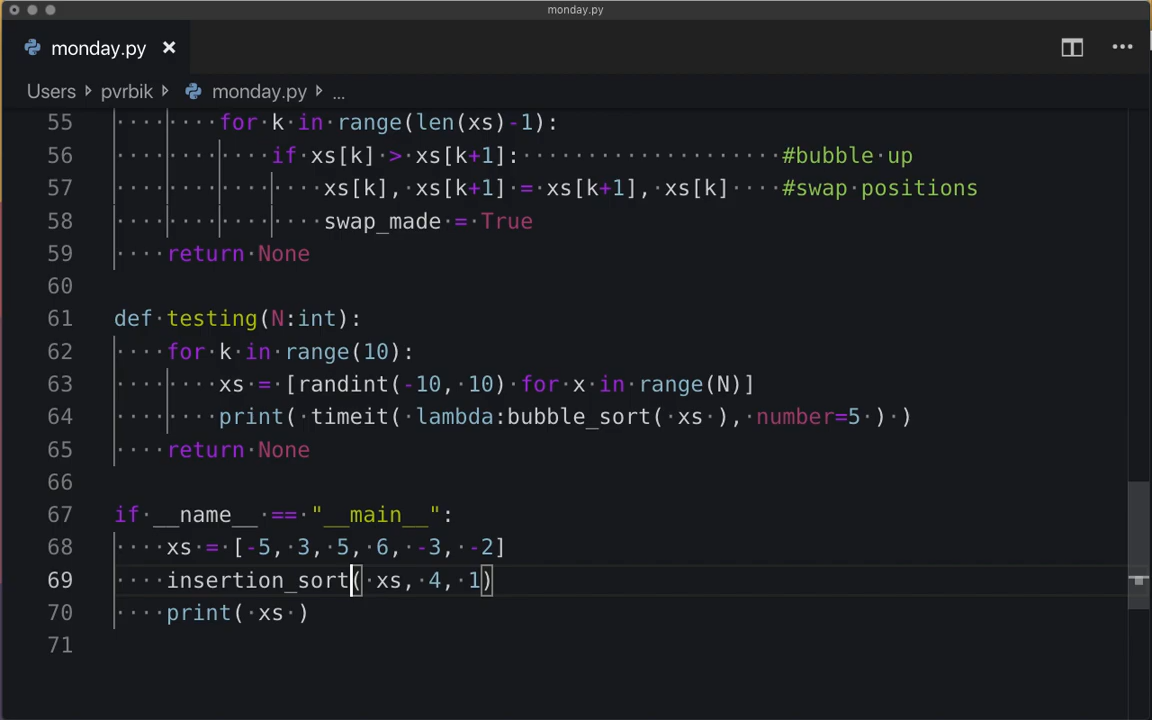 monday.py
monday.py ×
Users pvrbik monday.py ...
55 for k in range(len(xs)-1):
56 if xs[k] > xs[k+1]: #bubble up
57 xs[k], xs[k+1] = xs[k+1], xs[k] #swap positions
58 swap_made = True
59 return None
60
61 def testing(N:int):
62 for k in range(10):
63 xs = [randint(-10, 10) for x in range(N)]
64 print( timeit( lambda:bubble_sort( xs ), number=5 ) )
65 return None
66
67 if __name__ == "__main__":
68 xs = [-5, 3, 5, 6, -3, -2]
69 insertion_sort( xs, 4, 1)
70 print( xs )
71